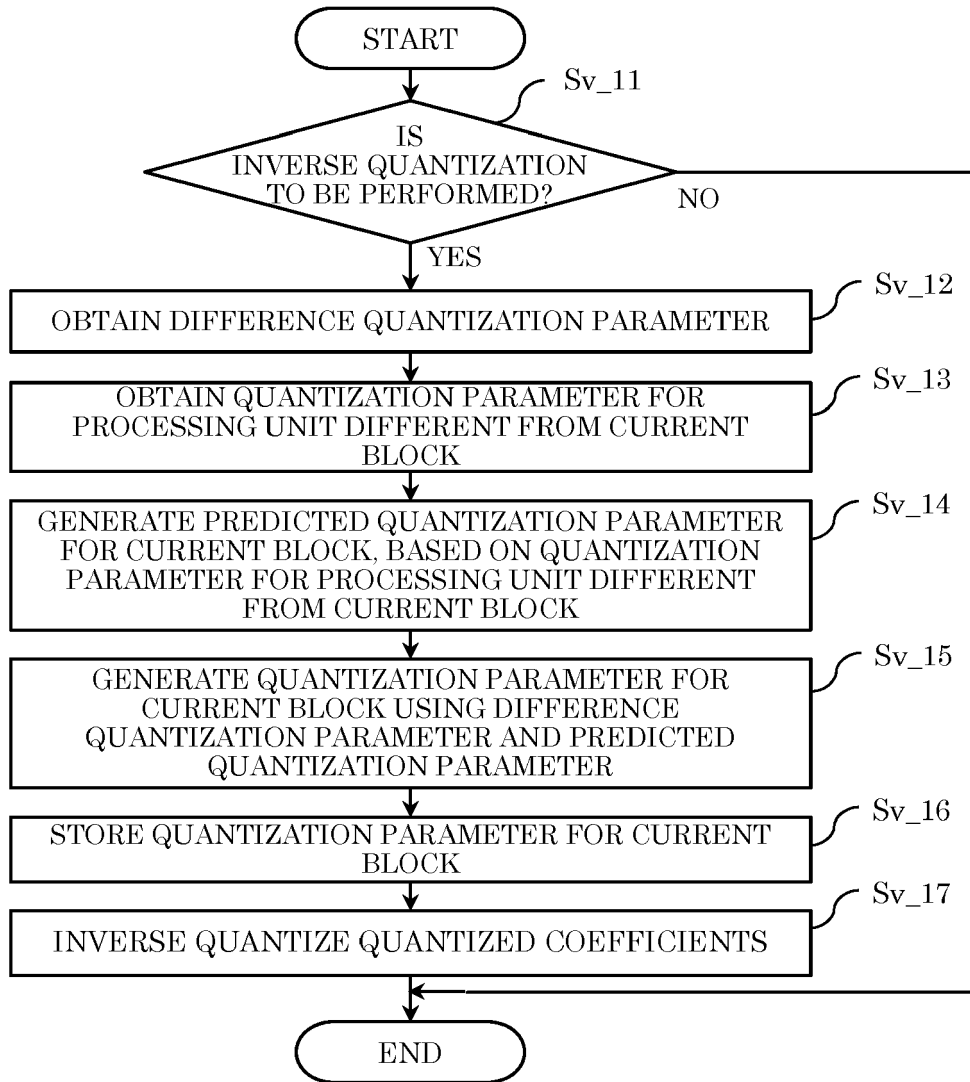 START
Sv_11
IS
INVERSE QUANTIZATION
TO BE PERFORMED?
NO
YES
Sv_12
OBTAIN DIFFERENCE QUANTIZATION PARAMETER
Sv_13
OBTAIN QUANTIZATION PARAMETER FOR
PROCESSING UNIT DIFFERENT FROM CURRENT
BLOCK
Sv_14
GENERATE PREDICTED QUANTIZATION PARAMETER
FOR CURRENT BLOCK, BASED ON QUANTIZATION
PARAMETER FOR PROCESSING UNIT DIFFERENT
FROM CURRENT BLOCK
Sv_15
GENERATE QUANTIZATION PARAMETER FOR
CURRENT BLOCK USING DIFFERENCE
QUANTIZATION PARAMETER AND PREDICTED
QUANTIZATION PARAMETER
Sv_16
STORE QUANTIZATION PARAMETER FOR CURRENT
BLOCK
Sv_17
INVERSE QUANTIZE QUANTIZED COEFFICIENTS
END